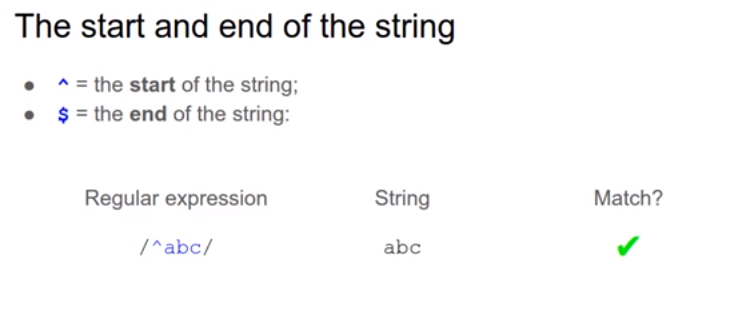 The start and end of the string
● ^ = the start of the string;
● $ = the end of the string:
Regular expression String Match?
/^abc/ abc ✔